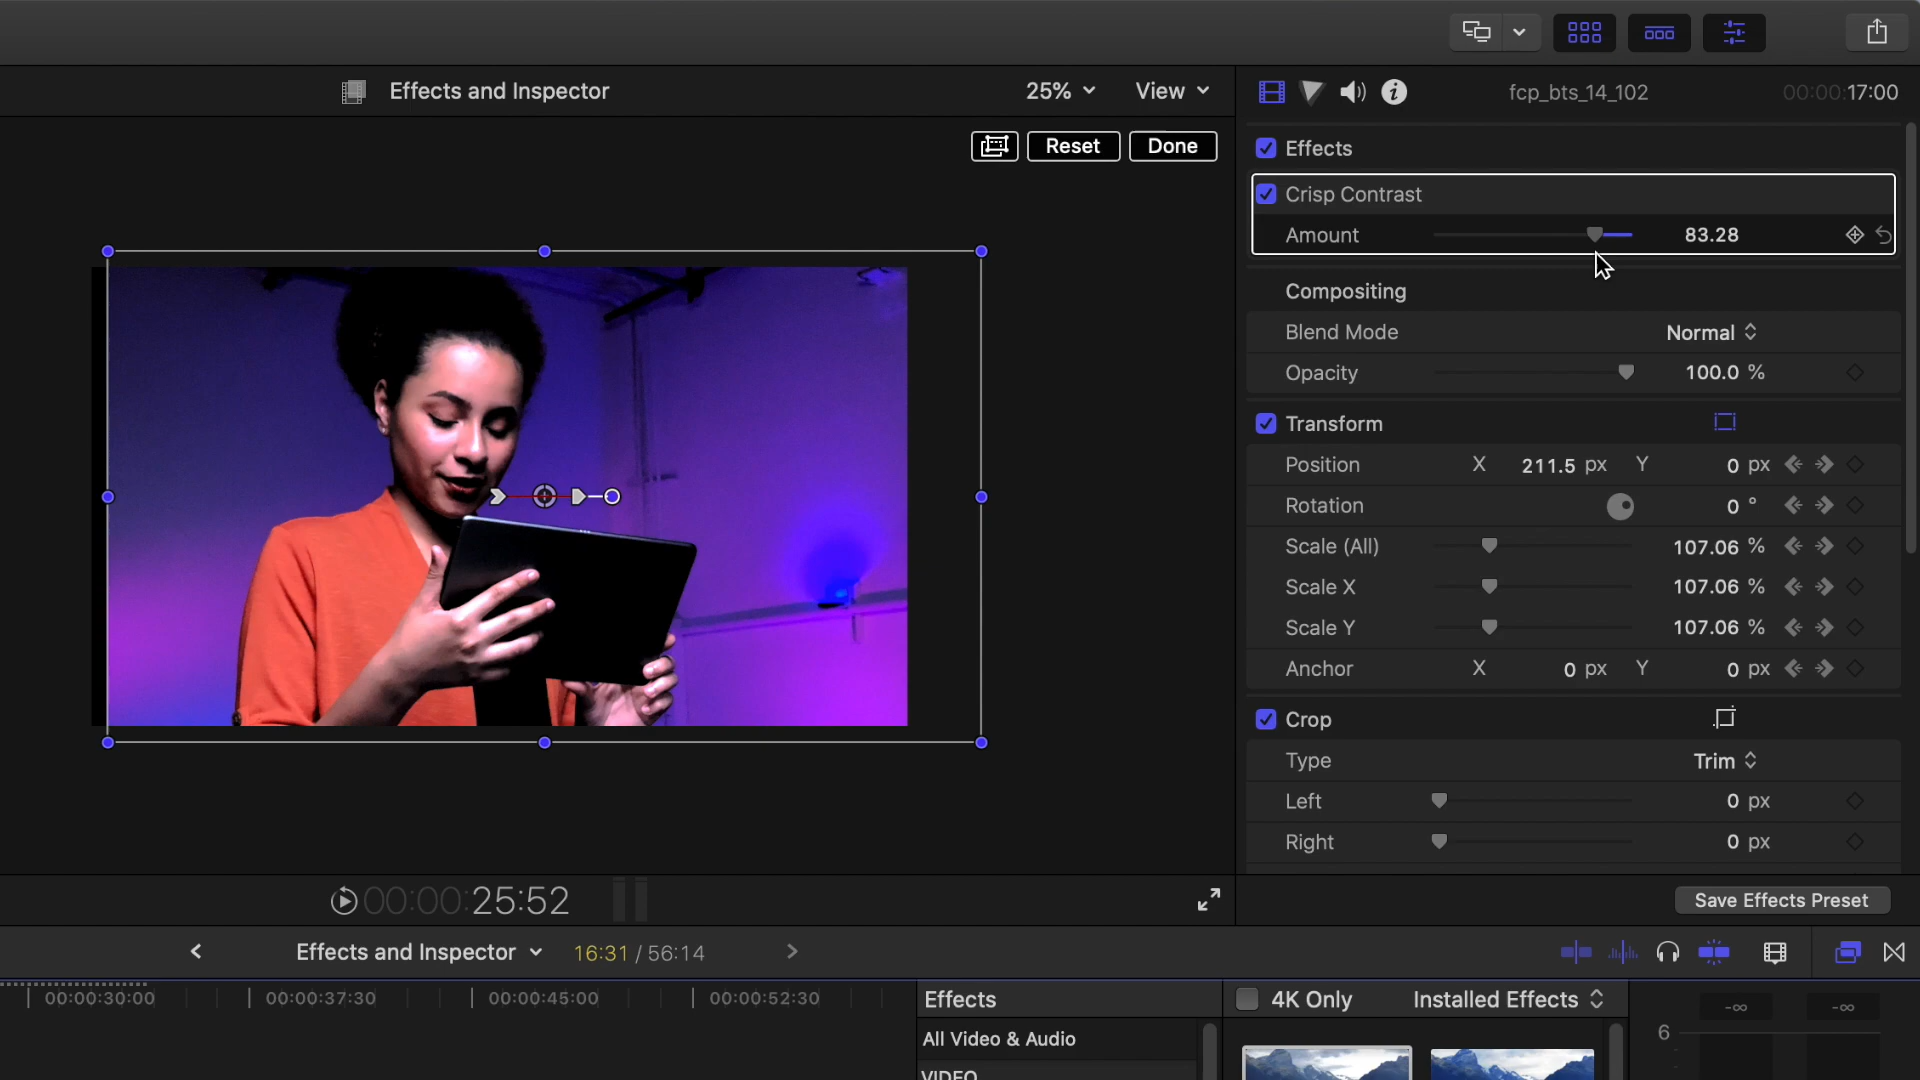 Effects and Inspector
25%
View
fcp_bts_14_102
00:00:17:00
Reset
Done
Effects
Crisp Contrast
Amount 83.28
Compositing
Blend Mode Normal
Opacity 100.0 %
Transform
Position X 211.5 px Y 0 px
Rotation 0 °
Scale (All) 107.06 %
Scale X 107.06 %
Scale Y 107.06 %
Anchor X 0 px Y 0 px
Crop
Type Trim
Left 0 px
Right 0 px
00:00:25:52
Save Effects Preset
Effects and Inspector 16:31 / 56:14
00:00:30:00 00:00:37:30 00:00:45:00 00:00:52:30
Effects
4K Only
Installed Effects
-∞ -∞
All Video & Audio
6
VIDEO